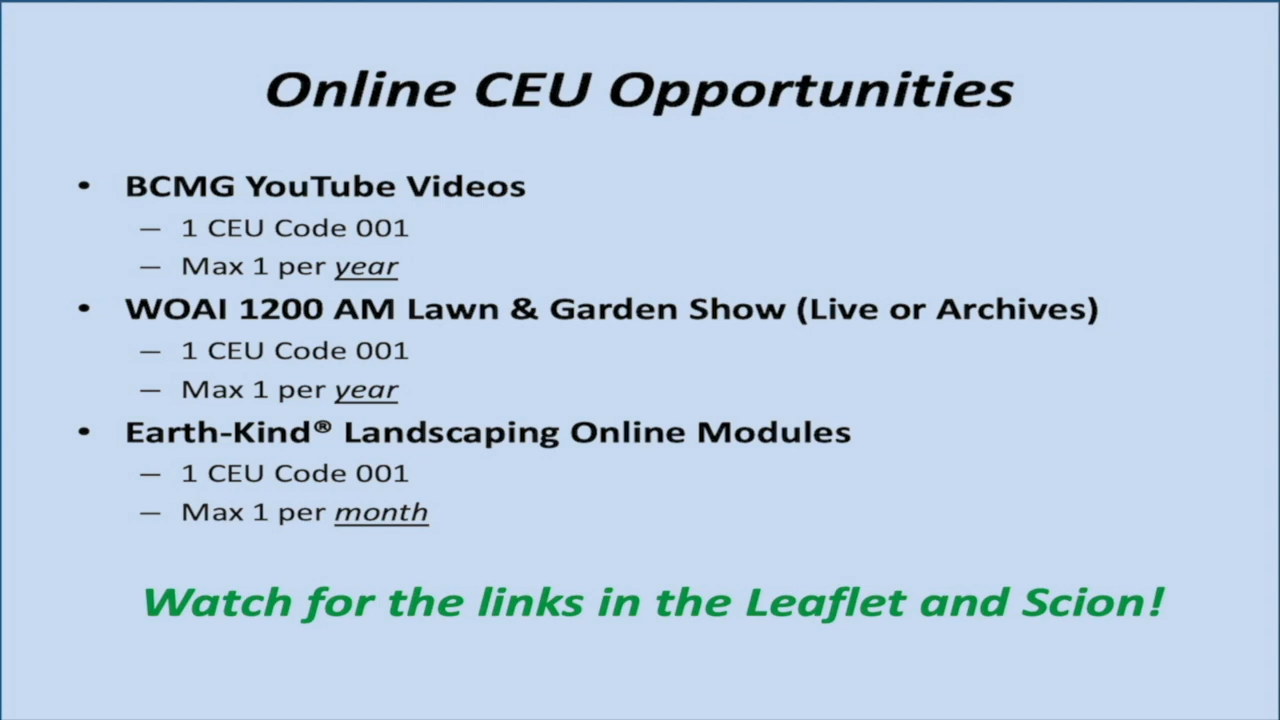 Online CEU Opportunities
• BCMG YouTube Videos
– 1 CEU Code 001
– Max 1 per year
• WOAI 1200 AM Lawn & Garden Show (Live or Archives)
– 1 CEU Code 001
– Max 1 per year
• Earth-Kind® Landscaping Online Modules
– 1 CEU Code 001
– Max 1 per month
Watch for the links in the Leaflet and Scion!